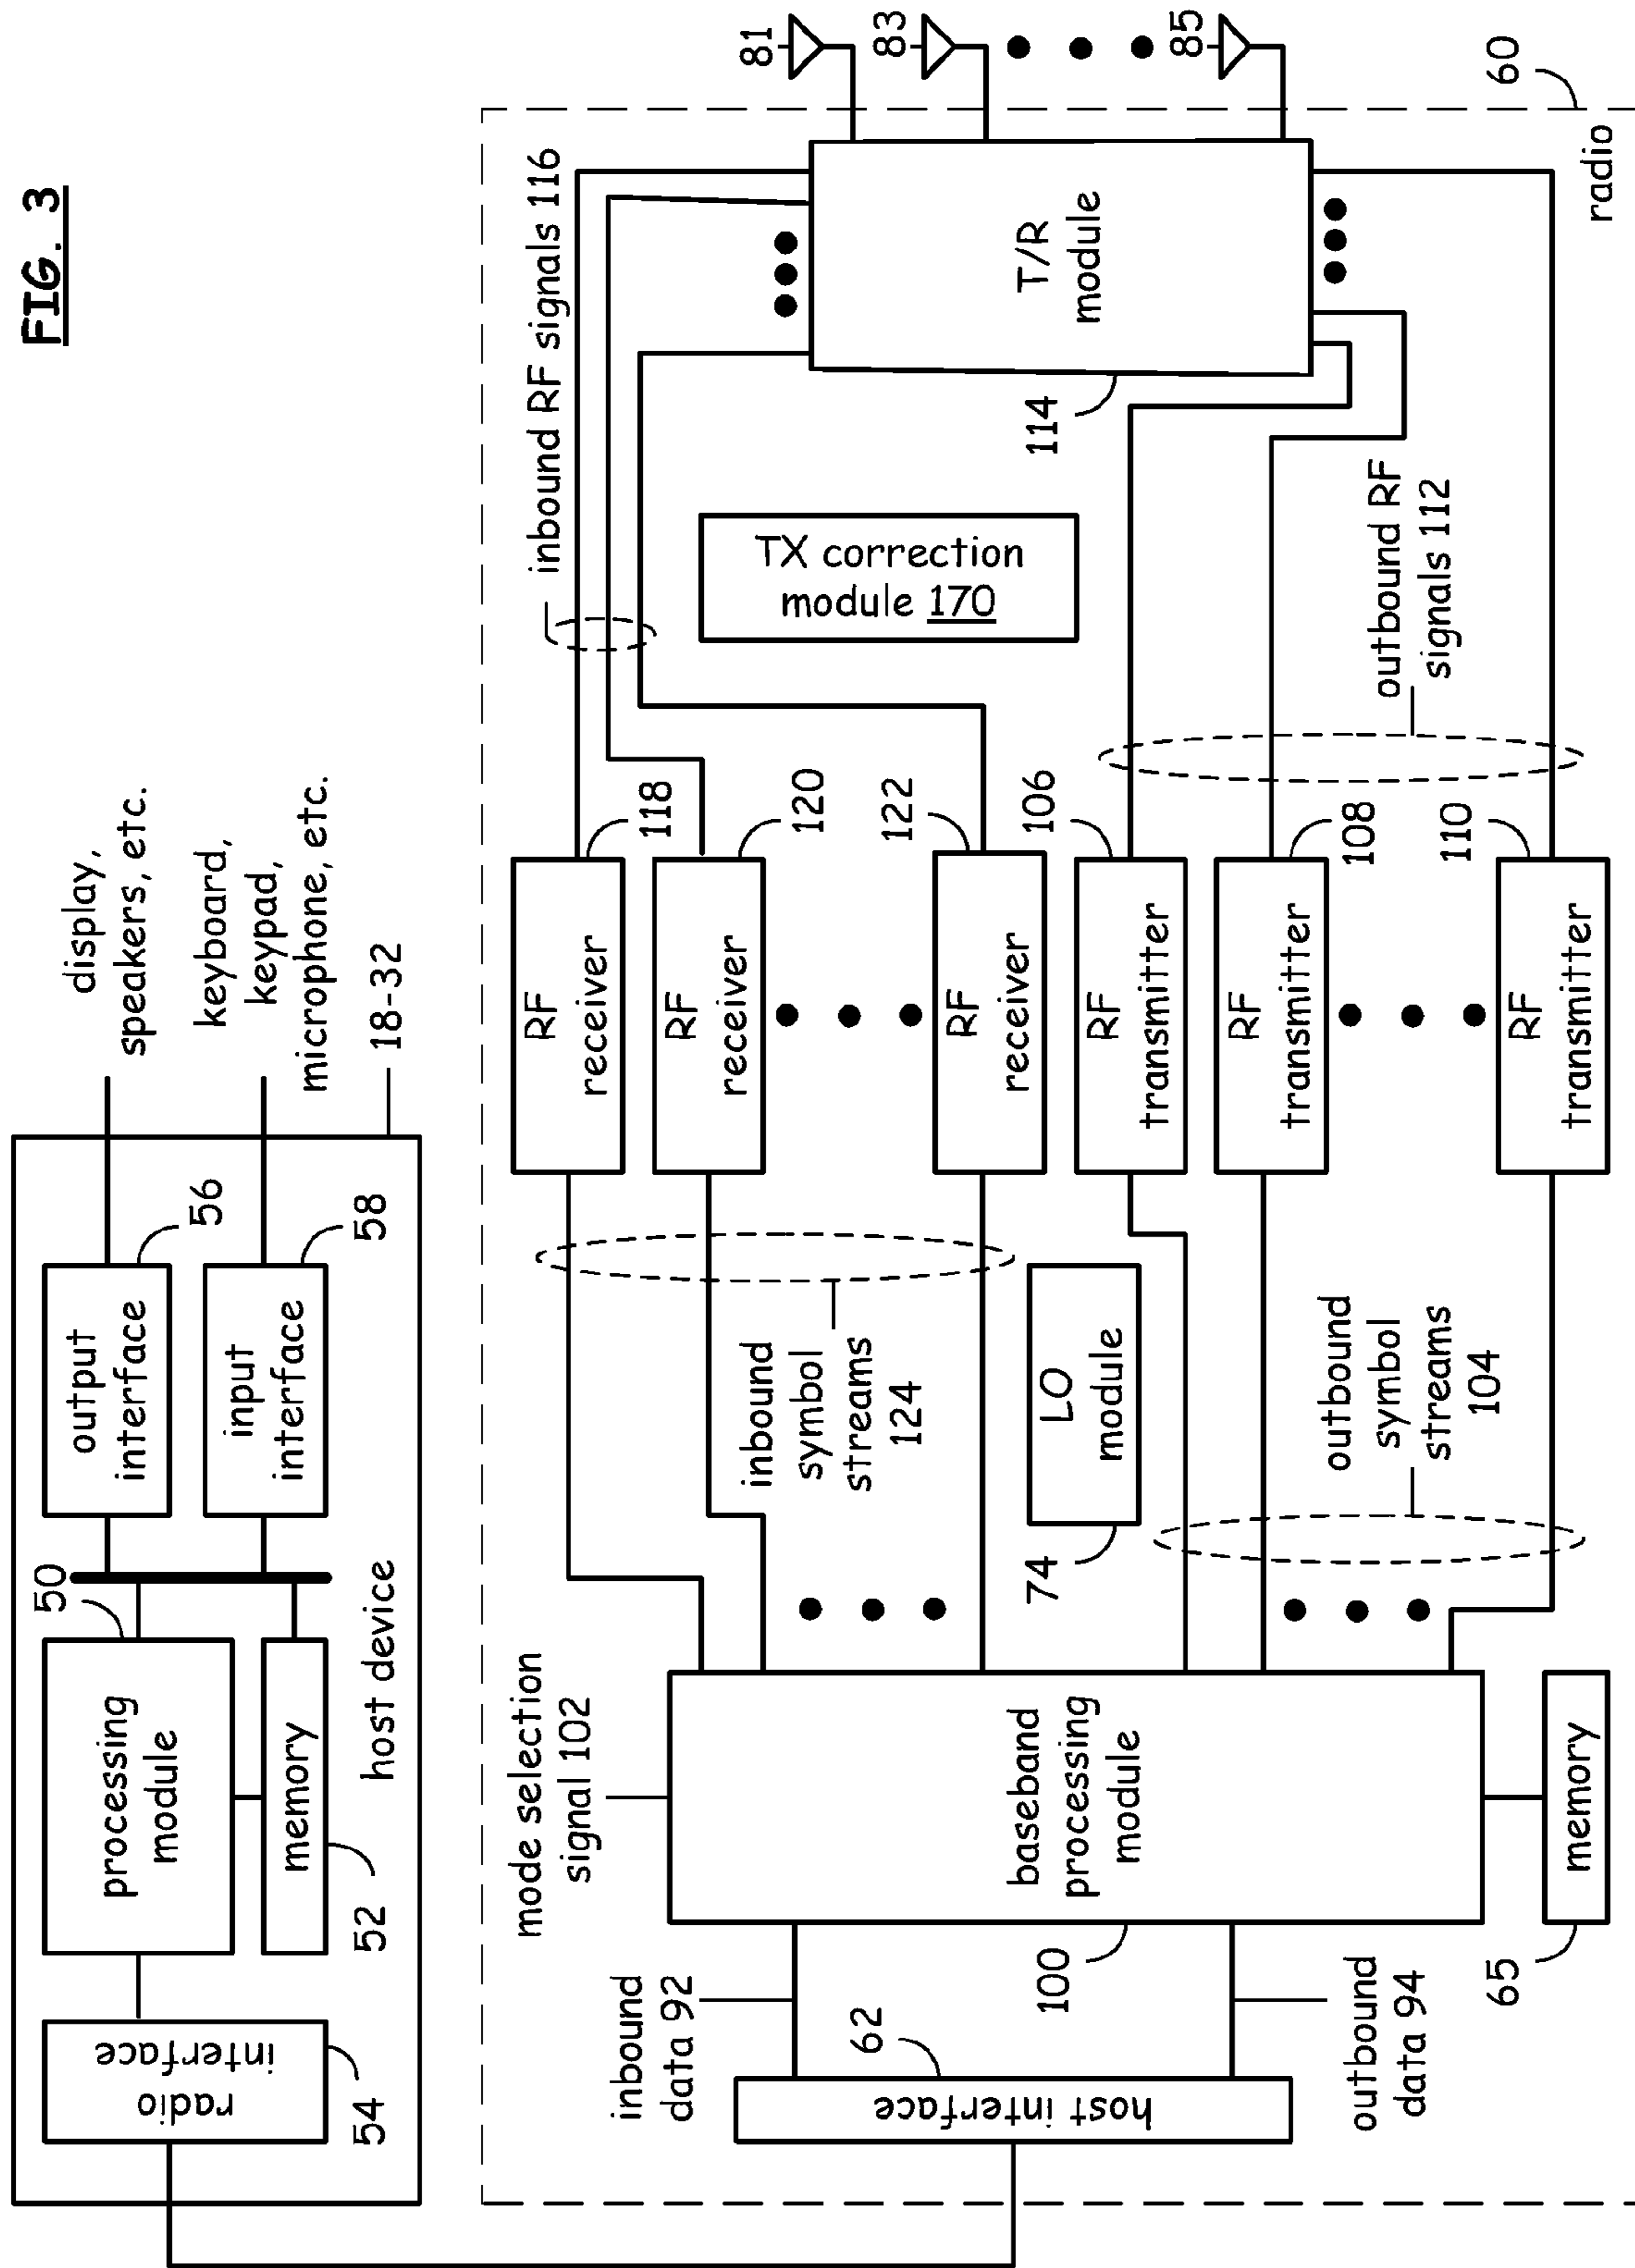 FIG. 3
display,
speakers, etc.
keyboard,
keypad,
microphone, etc.
18-32
output
interface
56
input
interface
58
50
processing
module
memory
52
host device
radio
interface
54
mode selection
signal 102
inbound
data 92
62
host interface
100
outbound
data 94
65
baseband
processing
module
memory
inbound
symbol
streams
124
LO
module
74
outbound
symbol
streams
104
RF
receiver
118
RF
receiver
120
RF
receiver
122
RF
transmitter
106
RF
transmitter
108
RF
transmitter
110
inbound RF signals 116
TX correction
module 170
outbound RF
signals 112
T/R
module
114
81
83
85
60
radio